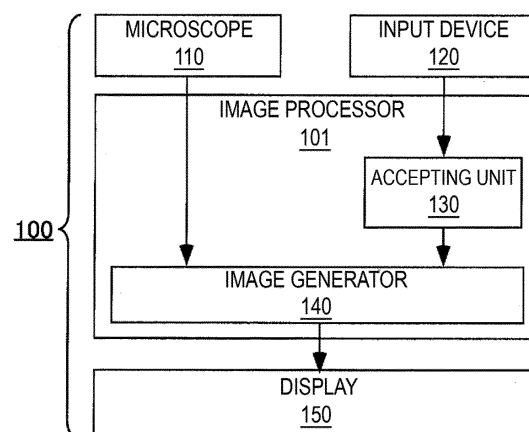 MICROSCOPE
110
INPUT DEVICE
120
IMAGE PROCESSOR
101
ACCEPTING UNIT
130
100
IMAGE GENERATOR
140
DISPLAY
150